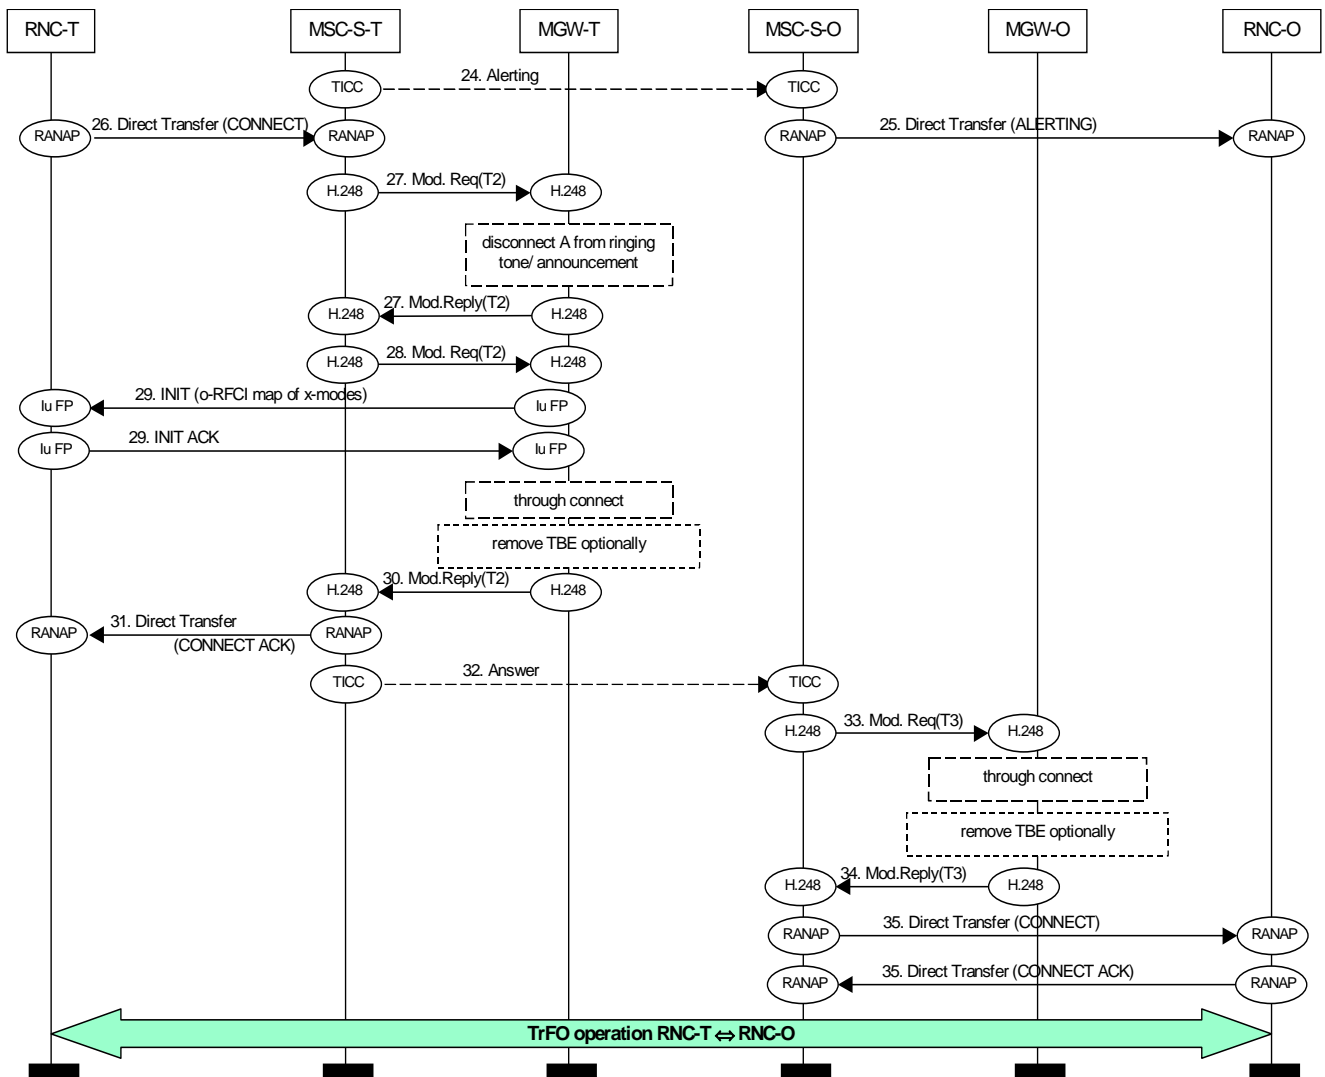 RNC-T
MSC-S-T
MGW-T
MSC-S-O
MGW-O
RNC-O
TICC
24. Alerting
TICC
RANAP
26. Direct Transfer (CONNECT)
RANAP
RANAP
25. Direct Transfer (ALERTING)
RANAP
H.248
27. Mod. Req(T2)
H.248
disconnect A from ringing
tone/ announcement
H.248
27. Mod.Reply(T2)
H.248
H.248
28. Mod. Req(T2)
H.248
Iu FP
29. INIT (o-RFCI map of x-modes)
Iu FP
Iu FP
29. INIT ACK
Iu FP
through connect
remove TBE optionally
H.248
30. Mod.Reply(T2)
H.248
RANAP
31. Direct Transfer
(CONNECT ACK)
RANAP
TICC
32. Answer
TICC
H.248
33. Mod. Req(T3)
H.248
through connect
remove TBE optionally
H.248
34. Mod.Reply(T3)
H.248
RANAP
35. Direct Transfer (CONNECT)
RANAP
RANAP
35. Direct Transfer (CONNECT ACK)
RANAP
TrFO operation RNC-T ⇔ RNC-O